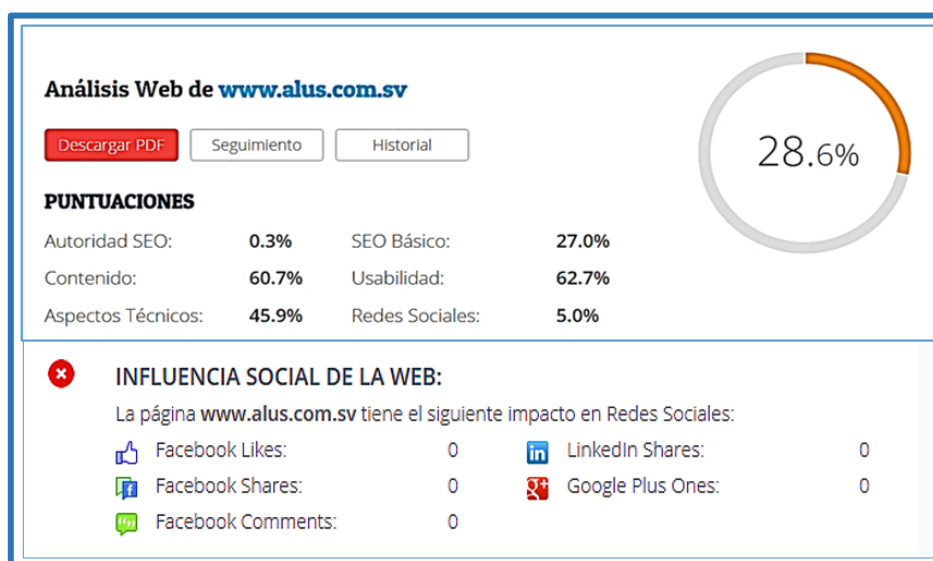 Análisis Web de www.alus.com.sv
28.6%
Descargar PDF Seguimiento Historial
PUNTUACIONES
Autoridad SEO: 0.3% SEO Básico: 27.0%
Contenido: 60.7% Usabilidad: 62.7%
Aspectos Técnicos: 45.9% Redes Sociales: 5.0%
INFLUENCIA SOCIAL DE LA WEB:
La página www.alus.com.sv tiene el siguiente impacto en Redes Sociales:
Facebook Likes: 0 LinkedIn Shares: 0
Facebook Shares: 0 Google Plus Ones: 0
Facebook Comments: 0